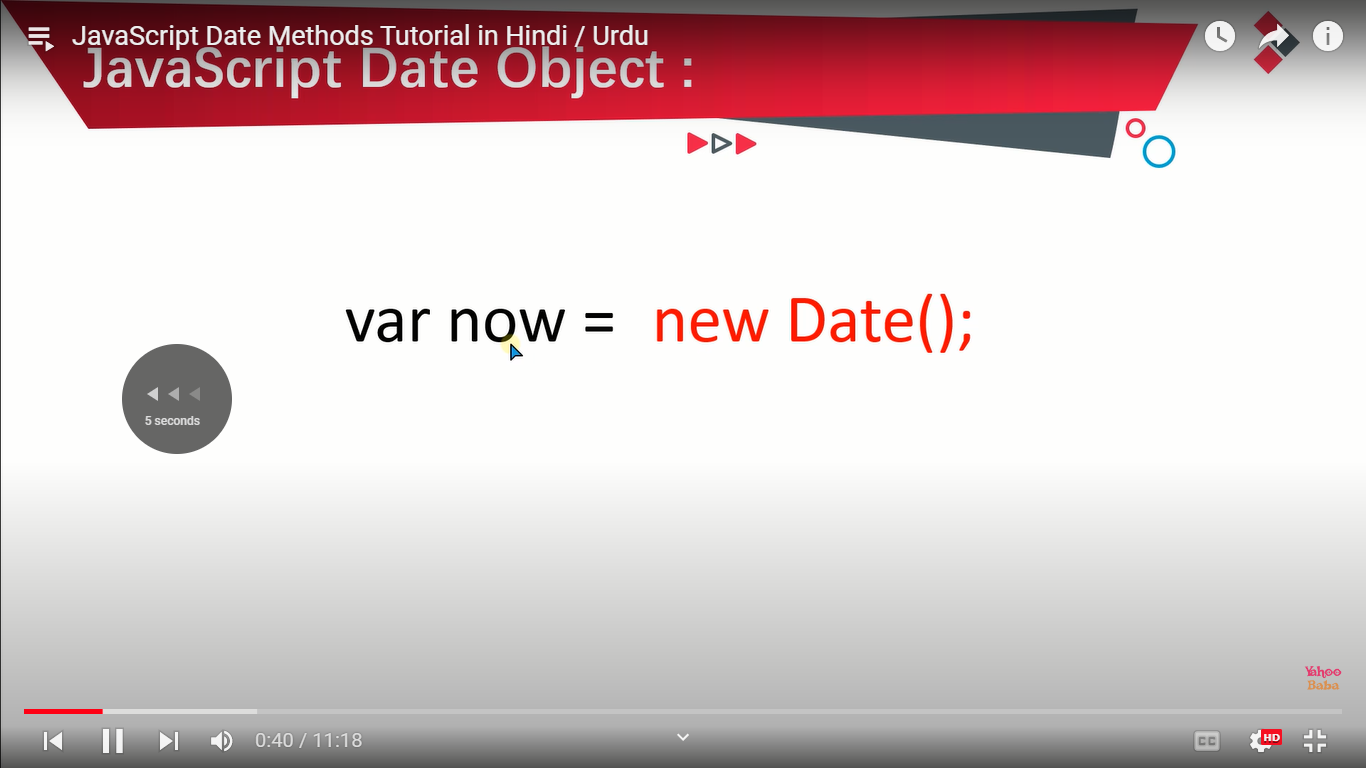 JavaScript Date Methods Tutorial in Hindi / Urdu
JavaScript Date Object :
var now = new Date();
5 seconds
Yahoo
Baba
0:40 / 11:18
CC
HD